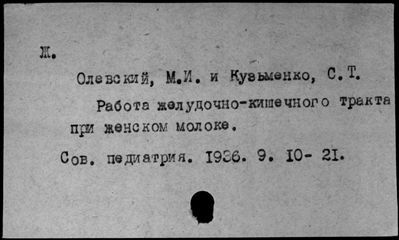 Ж.
Олевский, М.И. и Кузьменко, С.Т.
Работа желудочно-кишечного тракта
при женском молоке.
Сов. педиатрия. 1936. 9. 10- 21.